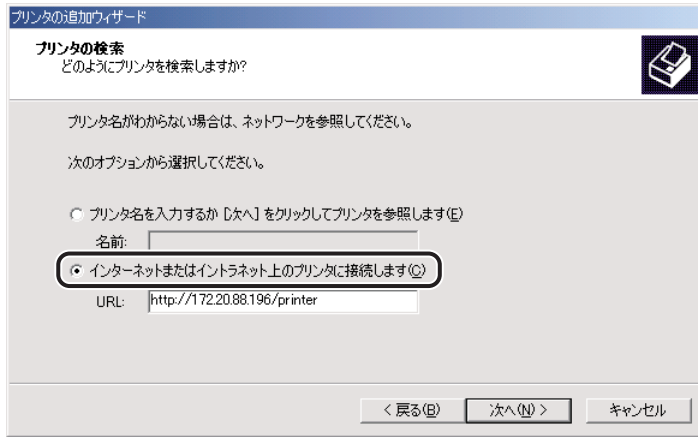 プリンタの追加ウィザード
プリンタの検索
どのようにプリンタを検索しますか?
プリンタ名がわからない場合は、ネットワークを参照してください。
次のオプションから選択してください。
プリンタ名を入力するか [次へ] をクリックしてプリンタを参照します(E)
名前:
インターネットまたはイントラネット上のプリンタに接続します(C)
URL: http://172.20.88.196/printer
< 戻る(B) 次へ(N) > キャンセル